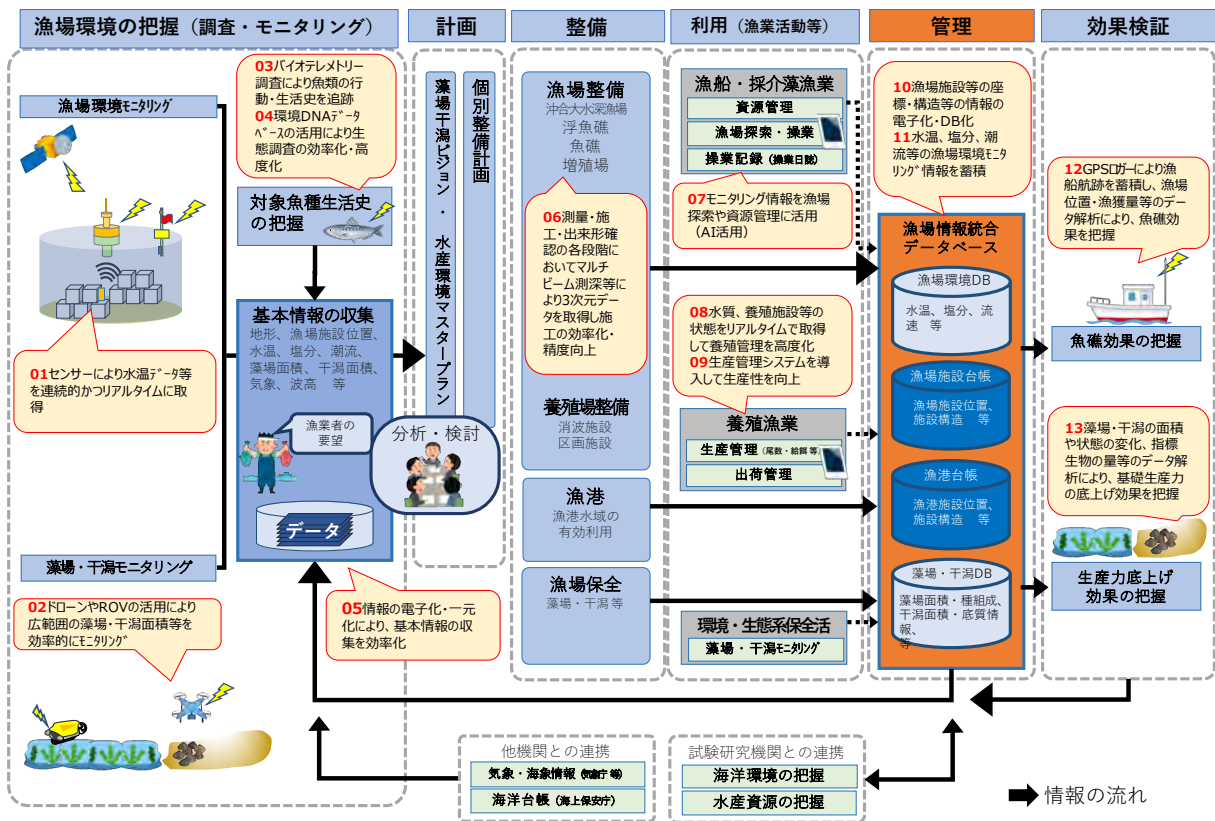 漁場環境の把握（調査・モニタリング）
計画
整備
利用（漁業活動等）
管理
効果検証
漁場環境ﾓﾆﾀﾘﾝｸﾞ
03バイオテレメトリー
調査により魚類の行
動・生活史を追跡
04環境DNAﾃﾞｰﾀ
ﾍﾞｰｽの活用により生
態調査の効率化・高
度化
対象魚種生活史
の把握
基本情報の収集
地形、漁場施設位置、
水温、塩分、潮流、
藻場面積、干潟面積、
気象、波高　等
漁業者の
要望
データ
01センサーにより水温ﾃﾞｰﾀ等
を連続的かつリアルタイムに取
得
藻場・干潟モニタリング
02ドローンやROVの活用により
広範囲の藻場・干潟面積等を
効率的にﾓﾆﾀﾘﾝｸﾞ
05情報の電子化・一元
化により、基本情報の収
集を効率化
藻場干潟ビジョン・水産環境マスタープラン
個別整備計画
分析・検討
漁場整備
沖合大水深漁場
浮魚礁
魚礁
増殖場
06測量・施
工・出来形確
認の各段階に
おいてマルチ
ビーム測深等に
より3次元デー
タを取得し施工
の効率化・
精度向上
養殖場整備
消波施設
区画施設
漁港
漁港水域の
有効利用
漁場保全
藻場・干潟 等
漁船・採介藻漁業
資源管理
漁場探索・操業
操業記録（操業日誌）
07モニタリング情報を漁場
探索や資源管理に活用
（AI活用）
08水質、養殖施設等の
状態をリアルタイムで取得
して養殖管理を高度化
09生産管理システムを導
入して生産性を向上
養殖漁業
生産管理（尾数・給餌 等）
出荷管理
環境・生態系保全活
藻場・干潟ﾓﾆﾀﾘﾝｸﾞ
10漁場施設等の座
標・構造等の情報の
電子化・DB化
11水温、塩分、潮
流等の漁場環境ﾓﾆﾀ
ﾘﾝｸﾞ情報を蓄積
漁場情報統合
データベース
漁場環境DB
水温、塩分、流
速 等
漁場施設台帳
漁場施設位置、
施設構造　等
漁港台帳
漁港施設位置、
施設構造　等
藻場・干潟DB
藻場面積・種組成、
干潟面積・底質情
報、
等
12GPSﾛｶﾞｰにより漁
船航跡を蓄積し、漁場
位置・漁獲量等のデー
タ解析により、魚礁効
果を把握
魚礁効果の把握
13藻場・干潟の面積
や状態の変化、指標
生物の量等のデータ解
析により、基礎生産力
の底上げ効果を把握
生産力底上げ
効果の把握
他機関との連携
気象・海象情報（気象庁 等）
海洋台帳（海上保安庁）
試験研究機関との連携
海洋環境の把握
水産資源の把握
情報の流れ